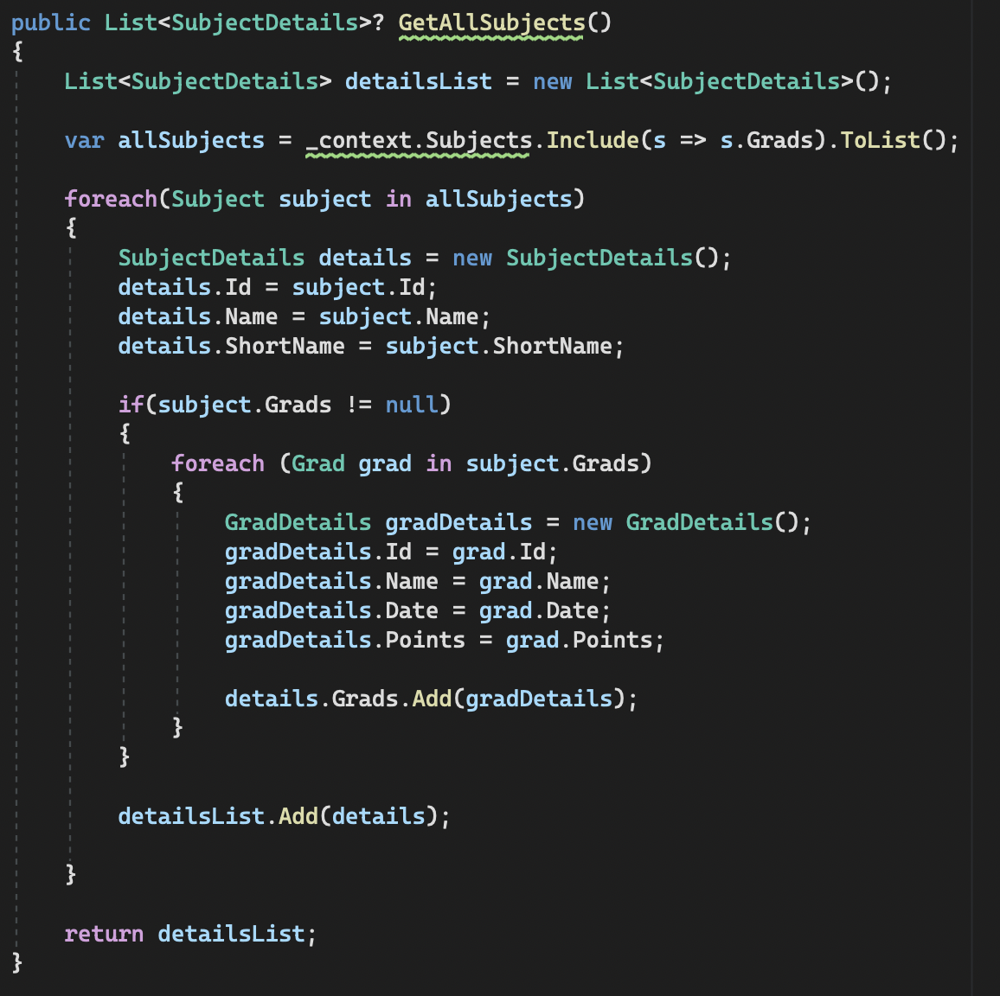 public List<SubjectDetails>? GetAllSubjects()
{
    List<SubjectDetails> detailsList = new List<SubjectDetails>();

    var allSubjects = _context.Subjects.Include(s => s.Grads).ToList();

    foreach(Subject subject in allSubjects)
    {
        SubjectDetails details = new SubjectDetails();
        details.Id = subject.Id;
        details.Name = subject.Name;
        details.ShortName = subject.ShortName;

        if(subject.Grads != null)
        {
            foreach (Grad grad in subject.Grads)
            {
                GradDetails gradDetails = new GradDetails();
                gradDetails.Id = grad.Id;
                gradDetails.Name = grad.Name;
                gradDetails.Date = grad.Date;
                gradDetails.Points = grad.Points;

                details.Grads.Add(gradDetails);
            }
        }

        detailsList.Add(details);

    }

    return detailsList;
}